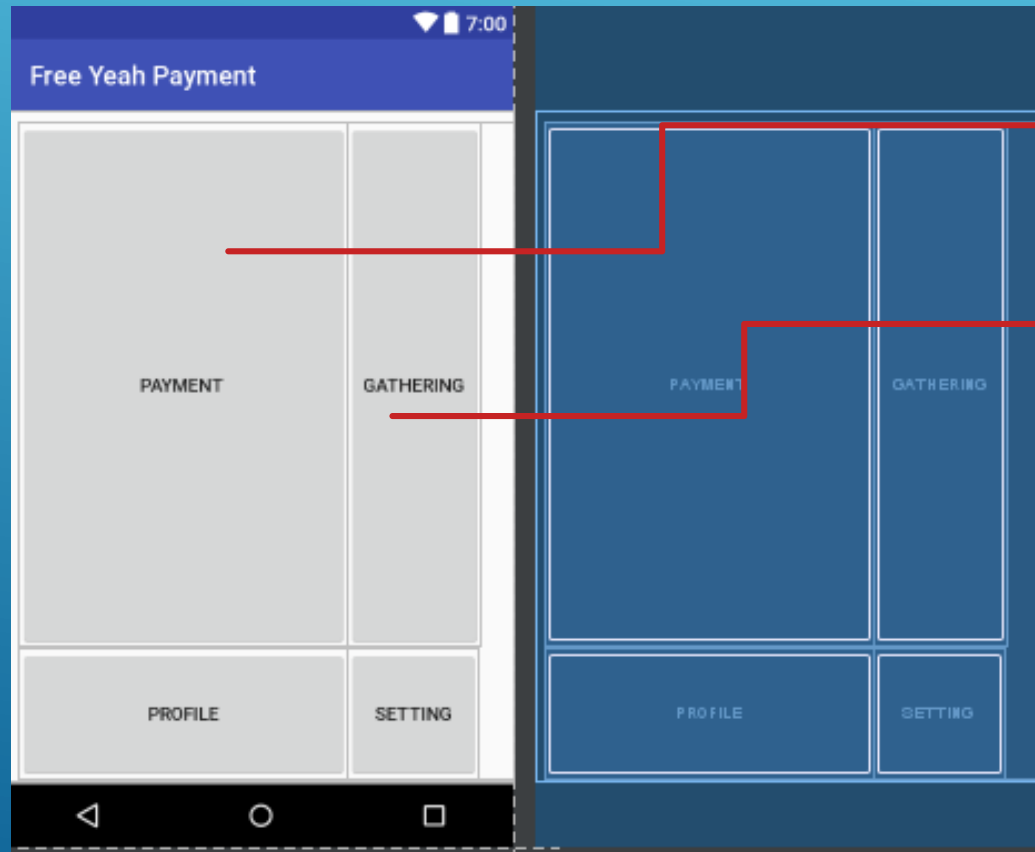 7:00
Free Yeah Payment
PAYMENT
GATHERING
PAYMENT
GATHERING
PROFILE
SETTING
PROFILE
SETTING